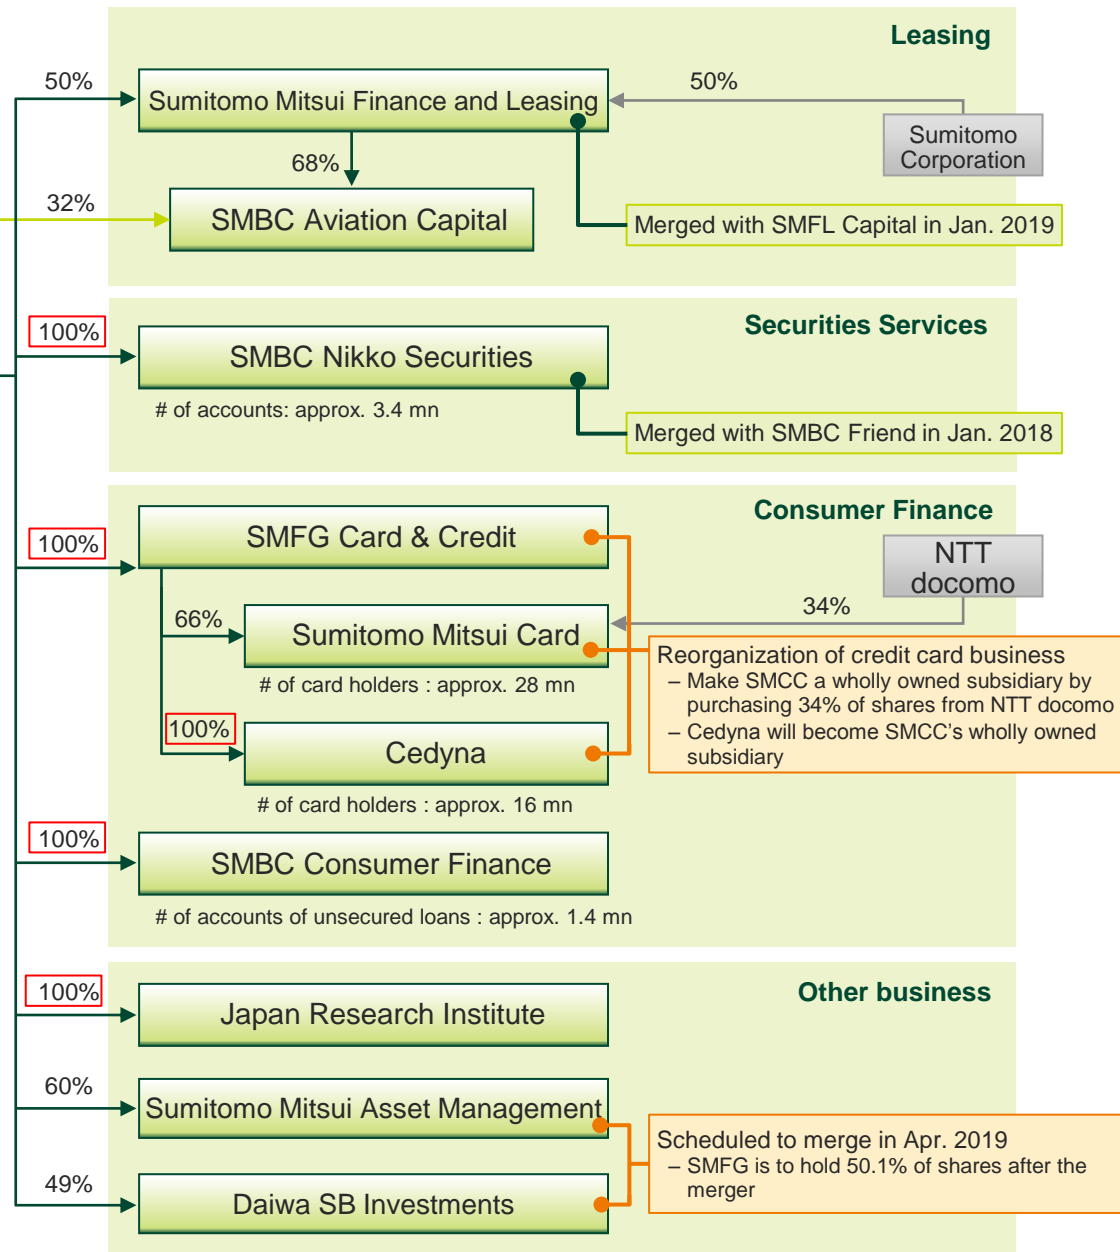 Leasing
50%
Sumitomo Mitsui Finance and Leasing
50%
Sumitomo
Corporation
68%
32%
SMBC Aviation Capital
Merged with SMFL Capital in Jan. 2019
Securities Services
100%
SMBC Nikko Securities
# of accounts: approx. 3.4 mn
Merged with SMBC Friend in Jan. 2018
Consumer Finance
100%
SMFG Card & Credit
NTT
docomo
34%
66%
Sumitomo Mitsui Card
# of card holders : approx. 28 mn
Reorganization of credit card business
– Make SMCC a wholly owned subsidiary by
purchasing 34% of shares from NTT docomo
– Cedyna will become SMCC's wholly owned
subsidiary
100%
Cedyna
# of card holders : approx. 16 mn
100%
SMBC Consumer Finance
# of accounts of unsecured loans : approx. 1.4 mn
Other business
100%
Japan Research Institute
60%
Sumitomo Mitsui Asset Management
Scheduled to merge in Apr. 2019
– SMFG is to hold 50.1% of shares after the
merger
49%
Daiwa SB Investments